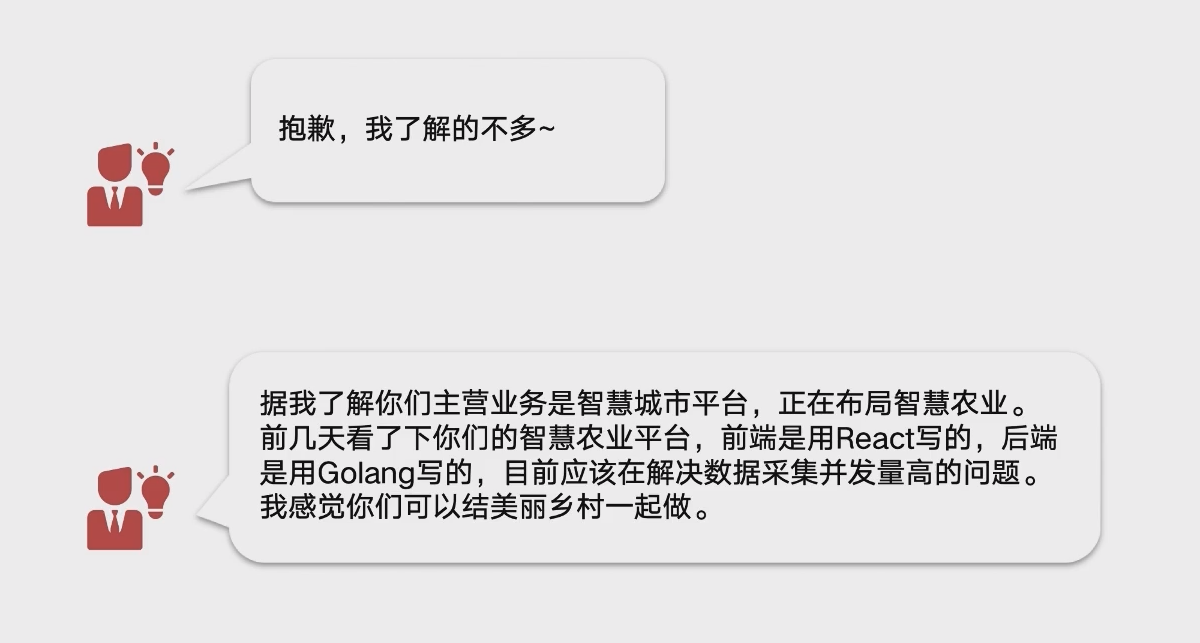 抱歉，我了解的不多~
据我了解你们主营业务是智慧城市平台，正在布局智慧农业。
前几天看了下你们的智慧农业平台，前端是用React写的，后端
是用Golang写的，目前应该在解决数据采集并发量高的问题。
我感觉你们可以结美丽乡村一起做。